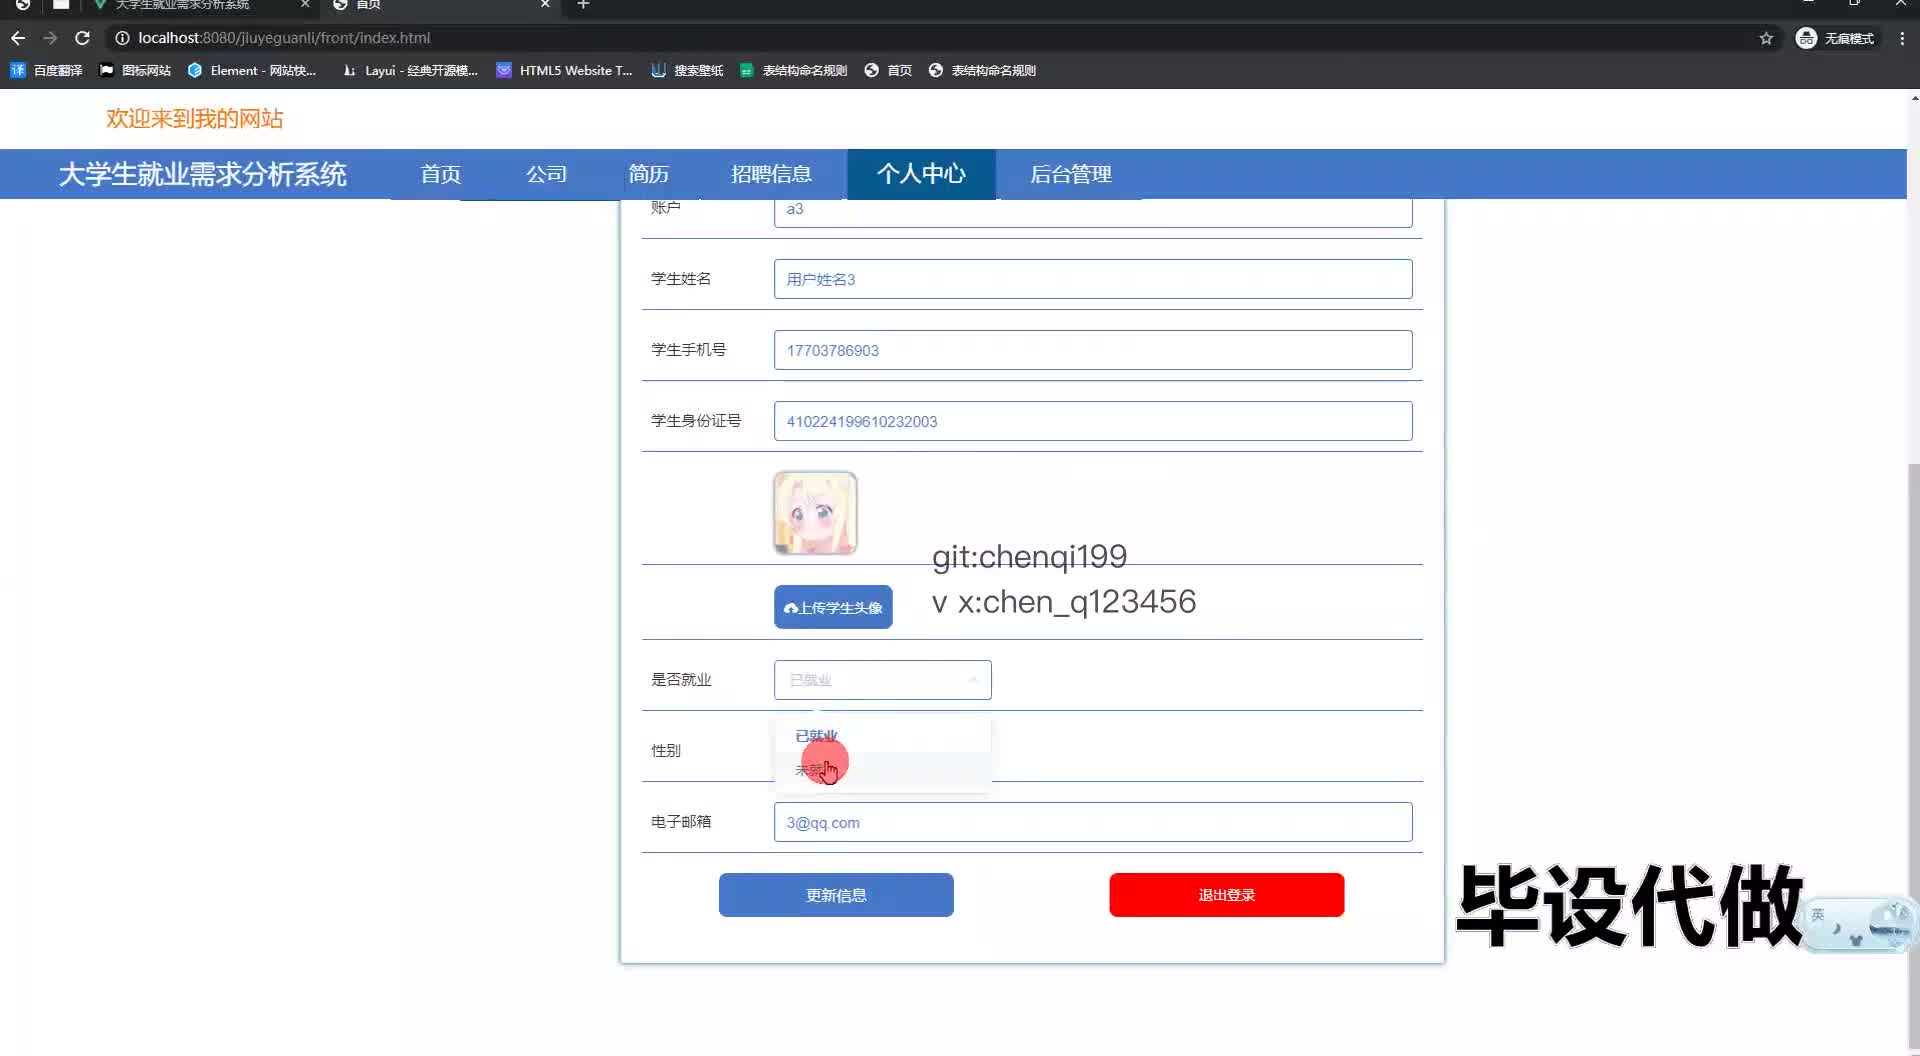 大学生就业需求分析系统
首页
localhost:8080/jiuyeguanli/front/index.html
无痕模式
百度翻译
图标网站
Element - 网站快...
Layui - 经典开源模...
HTML5 Website T...
搜索壁纸
表结构命名规则
首页
表结构命名规则
欢迎来到我的网站
大学生就业需求分析系统
首页
公司
简历
招聘信息
个人中心
后台管理
账户
a3
学生姓名
用户姓名3
学生手机号
17703786903
学生身份证号
410224199610232003
git:chenqi199
上传学生头像
v x:chen_q123456
是否就业
已就业
已就业
性别
电子邮箱
3@qq.com
更新信息
退出登录
毕设代做
英